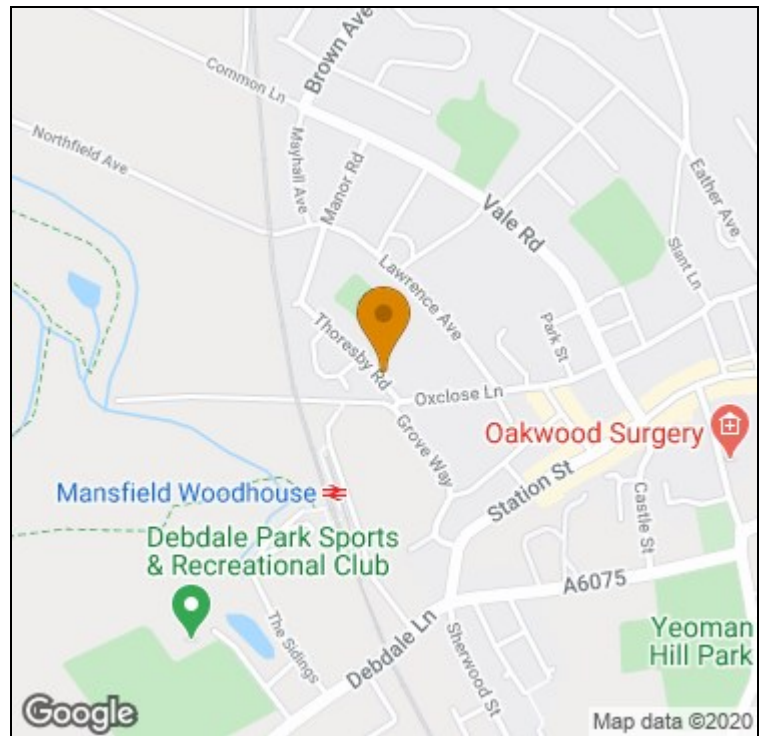 Brown Ave
Common Ln
Northfield Ave
Mayhall Ave
Manor Rd
Eather Ave
Vale Rd
Slant Ln
Lawrence Ave
Park St
Thoresby Rd
Oxclose Ln
Grove Way
Oakwood Surgery
Station St
Mansfield Woodhouse
Castle St
Debdale Park Sports
& Recreational Club
A6075
The Sidings
Debdale Ln
Sherwood St
Yeoman
Hill Park
Google
Map data ©2020